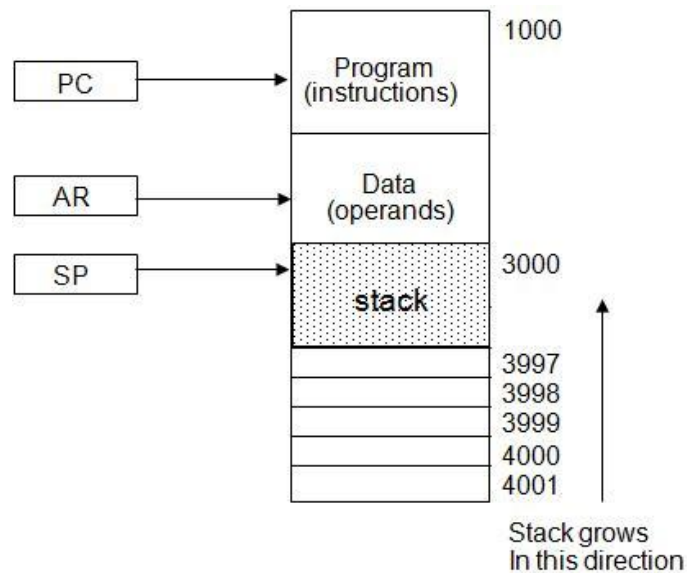 1000
PC
Program
(instructions)
AR
Data
(operands)
SP
3000
stack
3997
3998
3999
4000
4001
Stack grows
In this direction